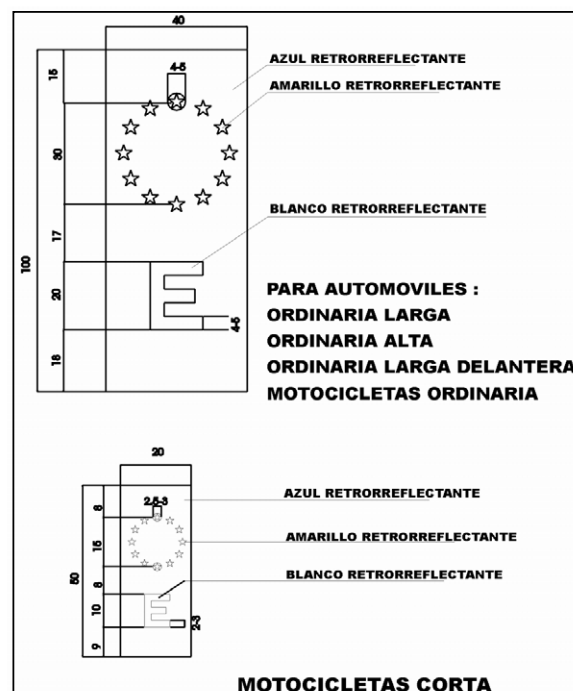 40
15
4-5
AZUL RETRORREFLECTANTE
AMARILLO RETRORREFLECTANTE
30
BLANCO RETRORREFLECTANTE
17
100
20
E
4-5
18
PARA AUTOMOVILES :
ORDINARIA LARGA
ORDINARIA ALTA
ORDINARIA LARGA DELANTERA
MOTOCICLETAS ORDINARIA
20
8
2.5-3
AZUL RETRORREFLECTANTE
15
AMARILLO RETRORREFLECTANTE
50
8
BLANCO RETRORREFLECTANTE
10
E
2-3
9
MOTOCICLETAS CORTA